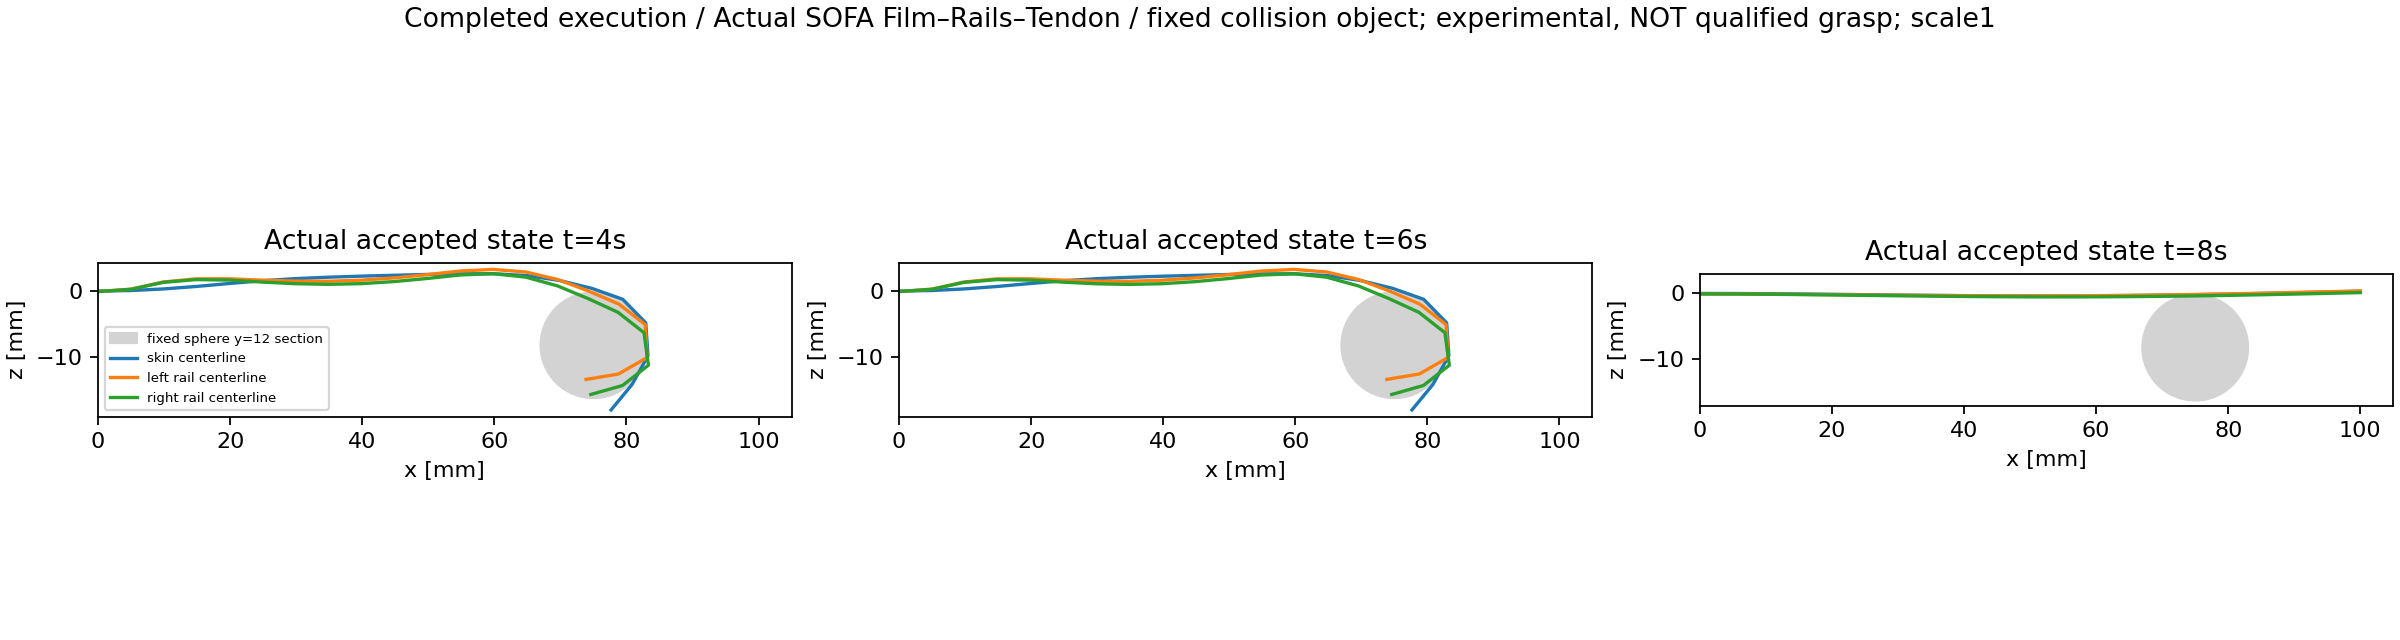 Completed execution / Actual SOFA Film–Rails–Tendon / fixed collision object; experimental, NOT qualified grasp; scale1
Actual accepted state t=4s
0
−10
z [mm]
fixed sphere y=12 section
skin centerline
left rail centerline
right rail centerline
0 20 40 60 80 100
x [mm]
Actual accepted state t=6s
0
−10
z [mm]
0 20 40 60 80 100
x [mm]
Actual accepted state t=8s
0
−10
z [mm]
0 20 40 60 80 100
x [mm]